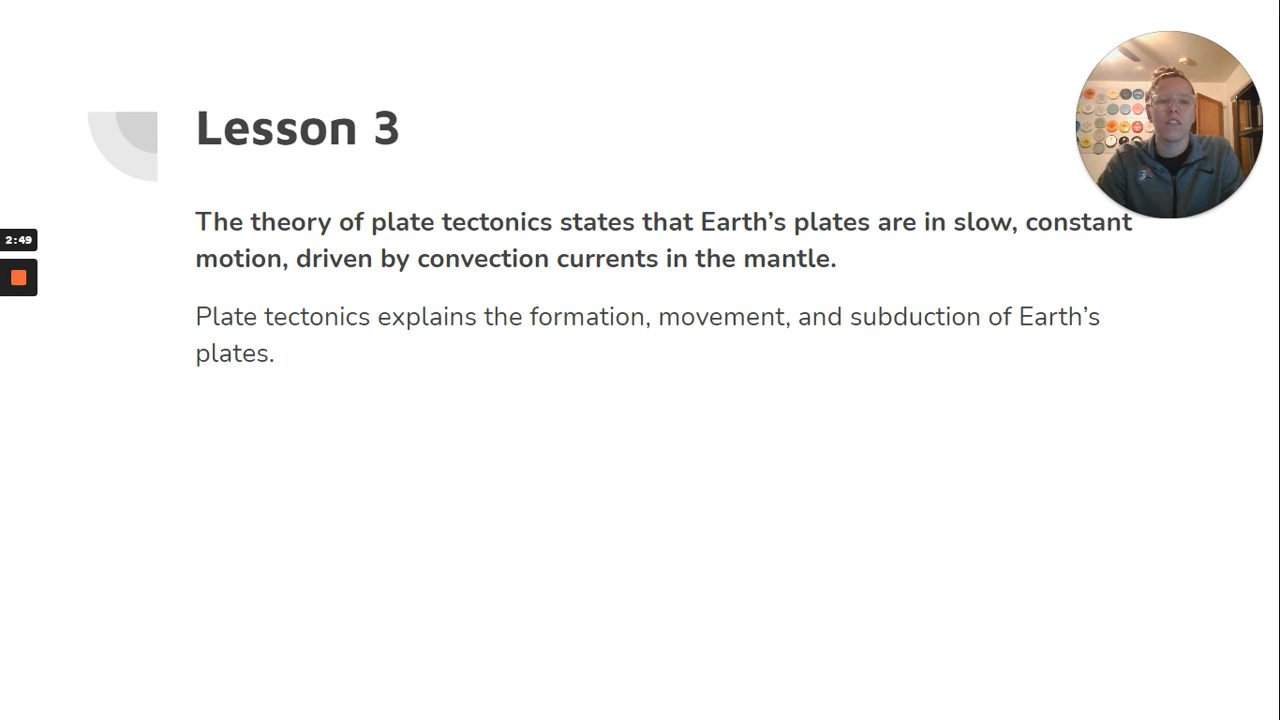 Lesson 3
The theory of plate tectonics states that Earth’s plates are in slow, constant
motion, driven by convection currents in the mantle.
2:49
Plate tectonics explains the formation, movement, and subduction of Earth’s
plates.